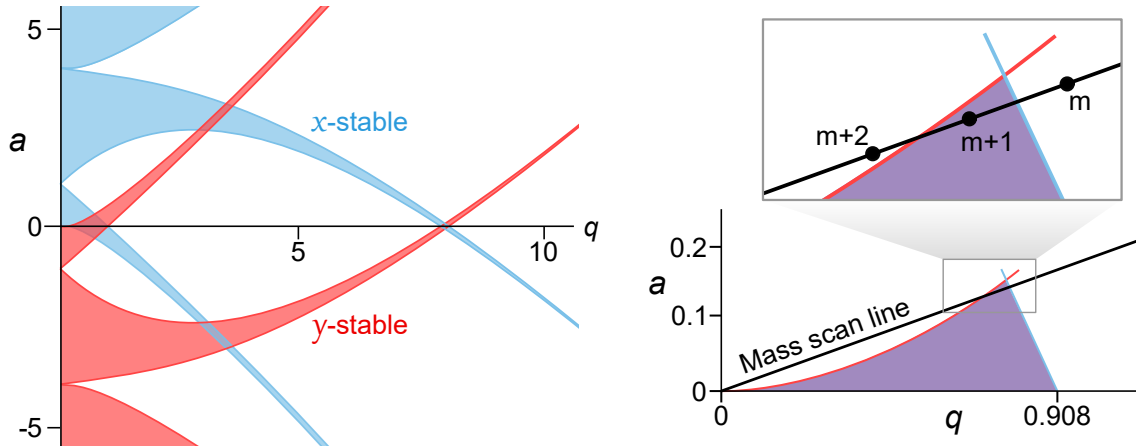 5
a
x-stable
0
5
10
q
y-stable
-5
m+2
m+1
m
0.2
a
0.1
Mass scan line
0
0
q
0.908